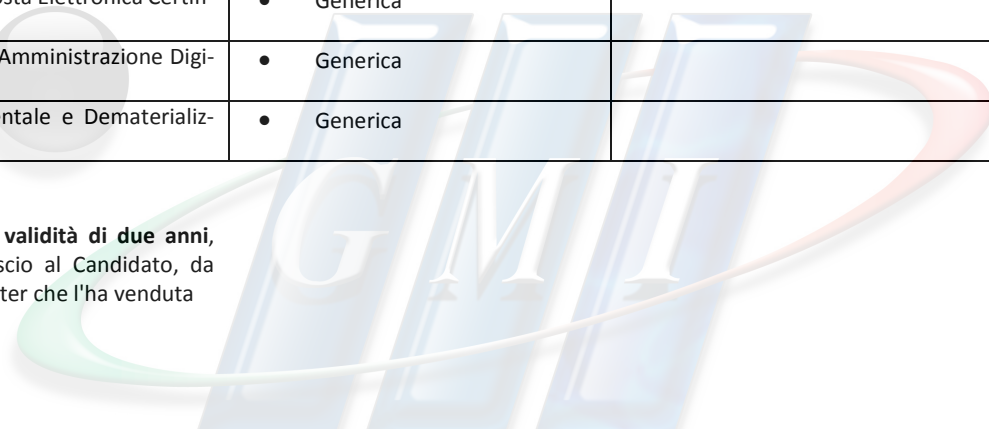 osta Elettronica Certifi-
● Generica
Amministrazione Digi-
● Generica
entale e Dematerializ-
● Generica
validità di due anni,
scio al Candidato, da
ter che l'ha venduta
GMI